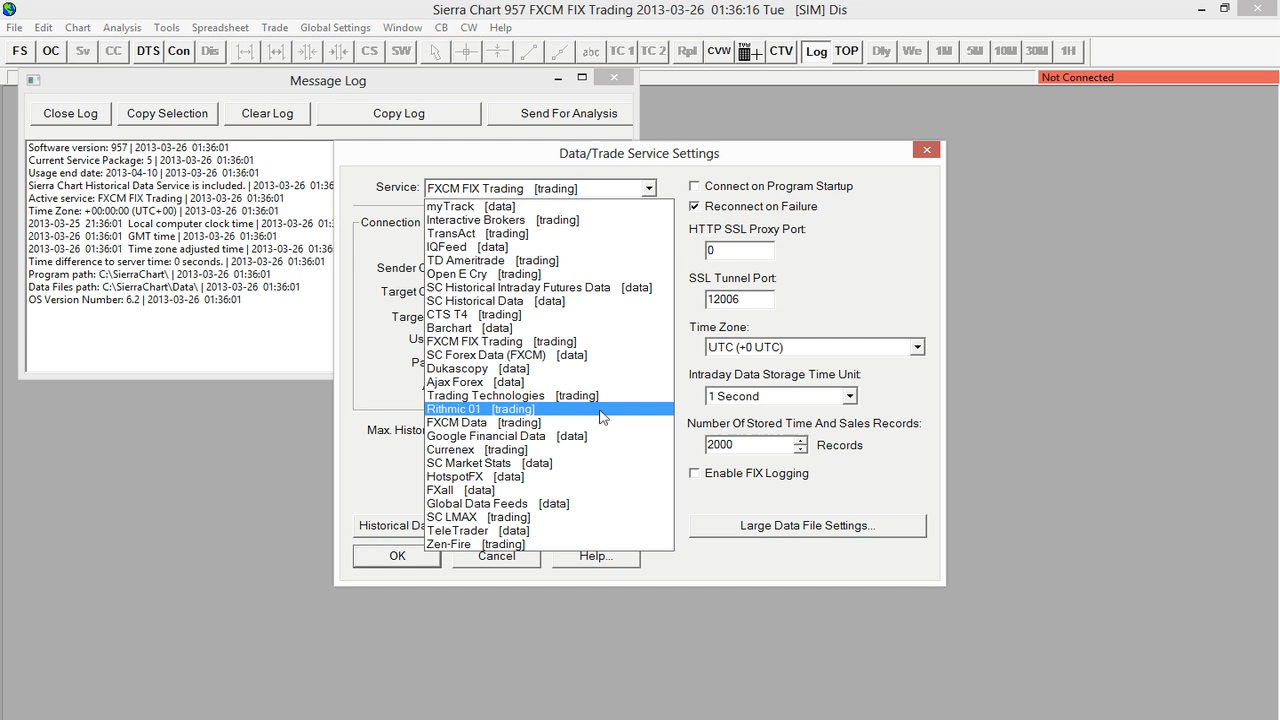 Sierra Chart 957 FXCM FIX Trading 2013-03-26  01:36:16 Tue   [SIM] Dis
File Edit Chart Analysis Tools Spreadsheet Trade Global Settings Window CB CW Help
FS OC Sv CC DTS Con Dis CS SW abc TC 1 TC 2 Rpl CVW CTV Log TOP Dly We 1M 5M 10M 30M 1H
Not Connected
Message Log
Close Log Copy Selection Clear Log Copy Log Send For Analysis
Software version: 957 | 2013-03-26  01:36:01
Current Service Package: 5 | 2013-03-26  01:36:01
Usage end date: 2013-04-10 | 2013-03-26  01:36:01
Sierra Chart Historical Data Service is included. | 2013-03-26  01:36
Active service: FXCM FIX Trading | 2013-03-26  01:36:01
Time Zone: +00:00:00 (UTC+00) | 2013-03-26  01:36:01
2013-03-25  21:36:01  Local computer clock time | 2013-03-26  01:
2013-03-26  01:36:01  GMT time | 2013-03-26  01:36:01
2013-03-26  01:36:01  Time zone adjusted time | 2013-03-26  01:36
Time difference to server time: 0 seconds. | 2013-03-26  01:36:01
Program path: C:\SierraChart\ | 2013-03-26  01:36:01
Data Files path: C:\SierraChart\Data\ | 2013-03-26  01:36:01
OS Version Number: 6.2 | 2013-03-26  01:36:01
Data/Trade Service Settings
Service: FXCM FIX Trading   [trading]
Connection
Sender C
Target C
Targe
Us
Pa
Max. Histo
Historical Da
myTrack   [data]
Interactive Brokers   [trading]
TransAct   [trading]
IQFeed   [data]
TD Ameritrade   [trading]
Open E Cry   [trading]
SC Historical Intraday Futures Data   [data]
SC Historical Data   [data]
CTS T4   [trading]
Barchart   [data]
FXCM FIX Trading   [trading]
SC Forex Data (FXCM)   [data]
Dukascopy   [data]
Ajax Forex   [data]
Trading Technologies   [trading]
Rithmic 01   [trading]
FXCM Data   [trading]
Google Financial Data   [data]
Currenex   [trading]
SC Market Stats   [data]
HotspotFX   [data]
FXall   [data]
Global Data Feeds   [data]
SC LMAX   [trading]
TeleTrader   [data]
Zen-Fire   [trading]
OK Cancel Help...
Connect on Program Startup
Reconnect on Failure
HTTP SSL Proxy Port:
0
SSL Tunnel Port:
12006
Time Zone:
UTC (+0 UTC)
Intraday Data Storage Time Unit:
1 Second
Number Of Stored Time And Sales Records:
2000 Records
Enable FIX Logging
Large Data File Settings...